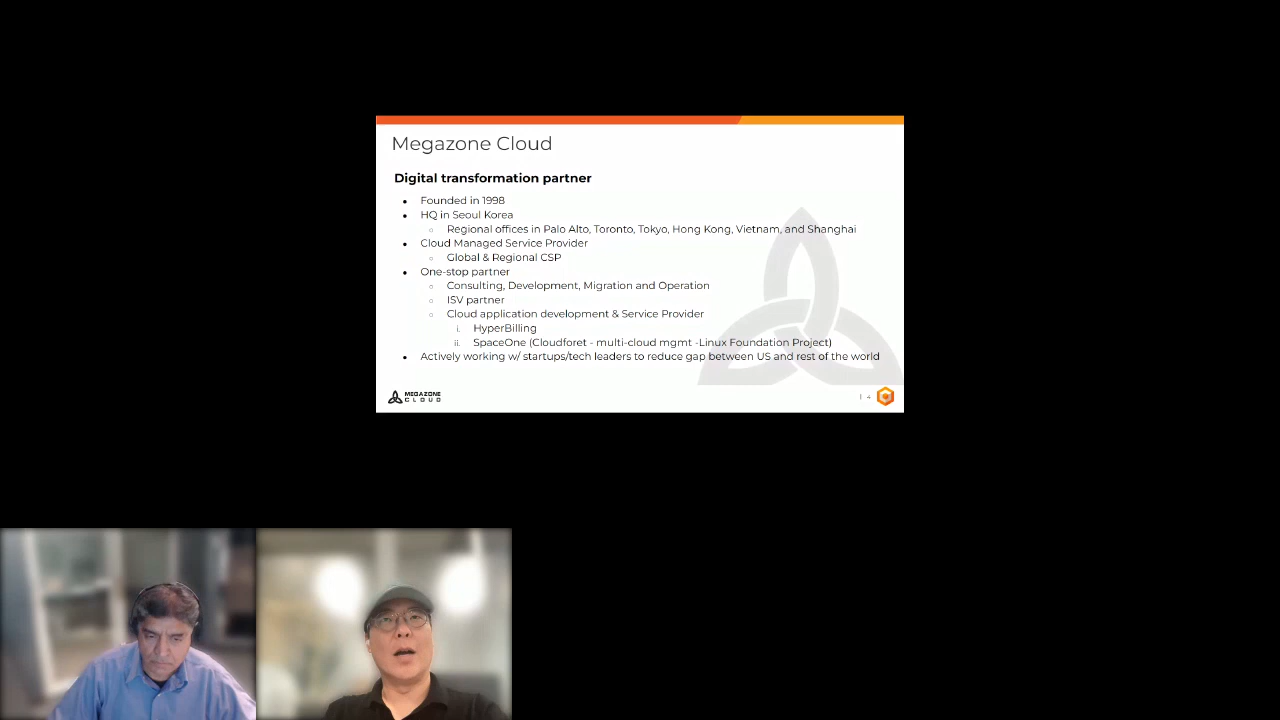 Megazone Cloud
Digital transformation partner
• Founded in 1998
• HQ in Seoul Korea
○ Regional offices in Palo Alto, Toronto, Tokyo, Hong Kong, Vietnam, and Shanghai
• Cloud Managed Service Provider
○ Global & Regional CSP
• One-stop partner
○ Consulting, Development, Migration and Operation
○ ISV partner
○ Cloud application development & Service Provider
i. HyperBilling
ii. SpaceOne (Cloudforet - multi-cloud mgmt -Linux Foundation Project)
• Actively working w/ startups/tech leaders to reduce gap between US and rest of the world
MEGAZONE
CLOUD
| 4